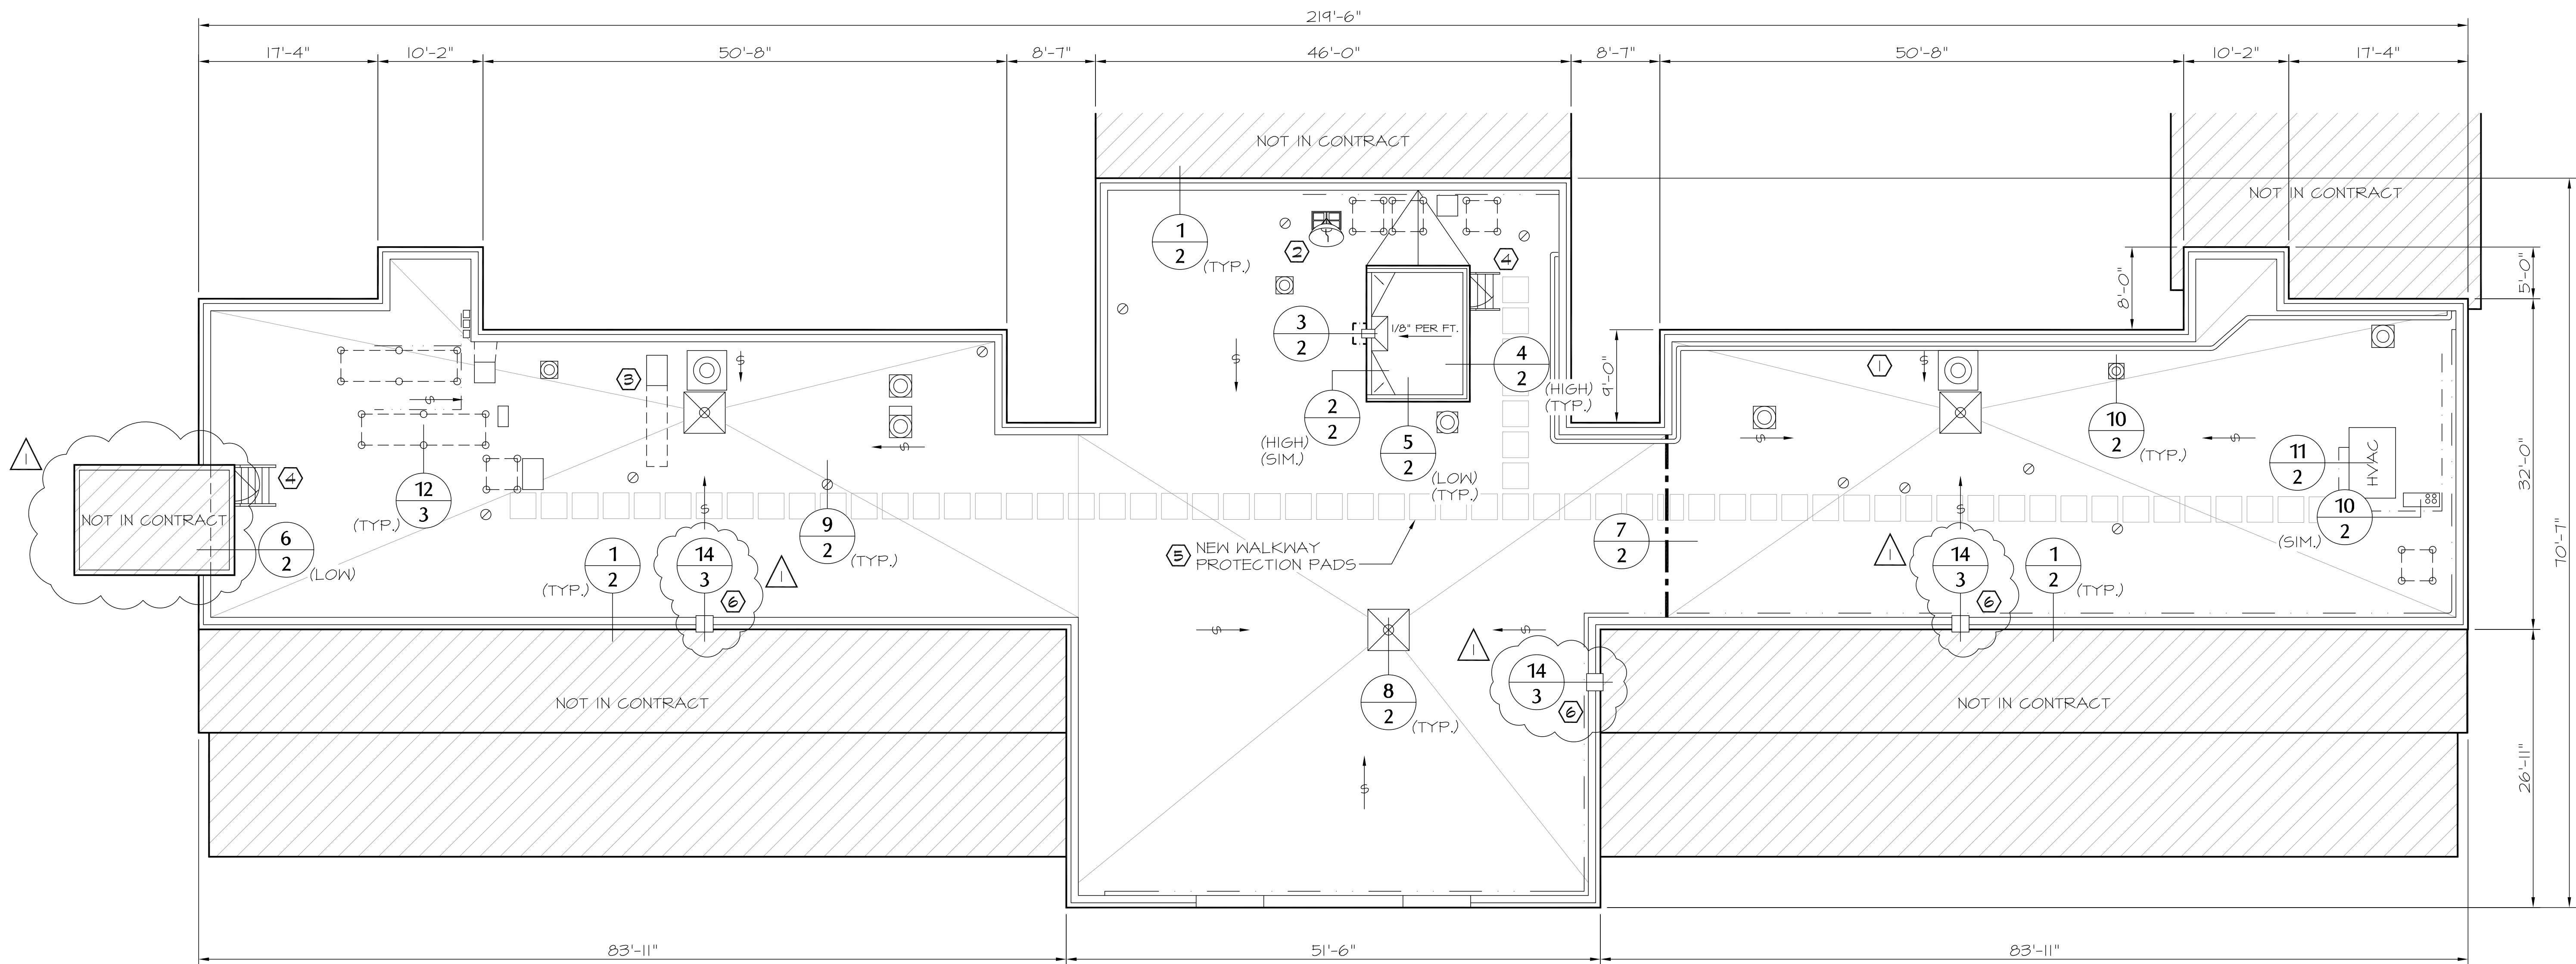 219'-6"
17'-4"
10'-2"
50'-8"
8'-7"
46'-0"
8'-7"
50'-8"
10'-2"
17'-4"
NOT IN CONTRACT
NOT IN CONTRACT
1
2
(TYP.)
2
4
8'-0"
5'-0"
3
2
1/8" PER FT.
S
S
4
2
(HIGH)
(TYP.)
9'-0"
S
1
3
S
2
2
(HIGH)
(SIM.)
5
2
(LOW)
(TYP.)
10
2
(TYP.)
S
S
S
11
2
HVAC
1
4
NOT IN CONTRACT
12
3
(TYP.)
S
9
2
(TYP.)
S
10
2
(SIM.)
32'-0"
70'-7"
6
2
(LOW)
1
2
(TYP.)
14
3
6
1
5
NEW WALKWAY
PROTECTION PADS
7
2
1
14
3
6
1
2
(TYP.)
S
S
1
14
3
6
8
2
(TYP.)
NOT IN CONTRACT
NOT IN CONTRACT
26'-11"
S
83'-11"
51'-6"
83'-11"